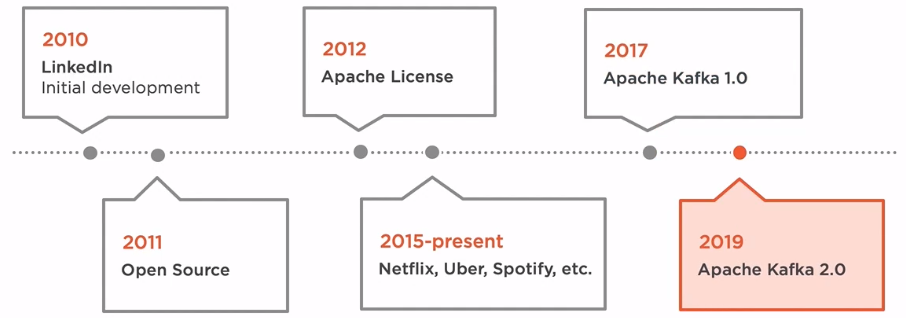 2010
LinkedIn
Initial development
2011
Open Source
2012
Apache License
2015-present
Netflix, Uber, Spotify, etc.
2017
Apache Kafka 1.0
2019
Apache Kafka 2.0